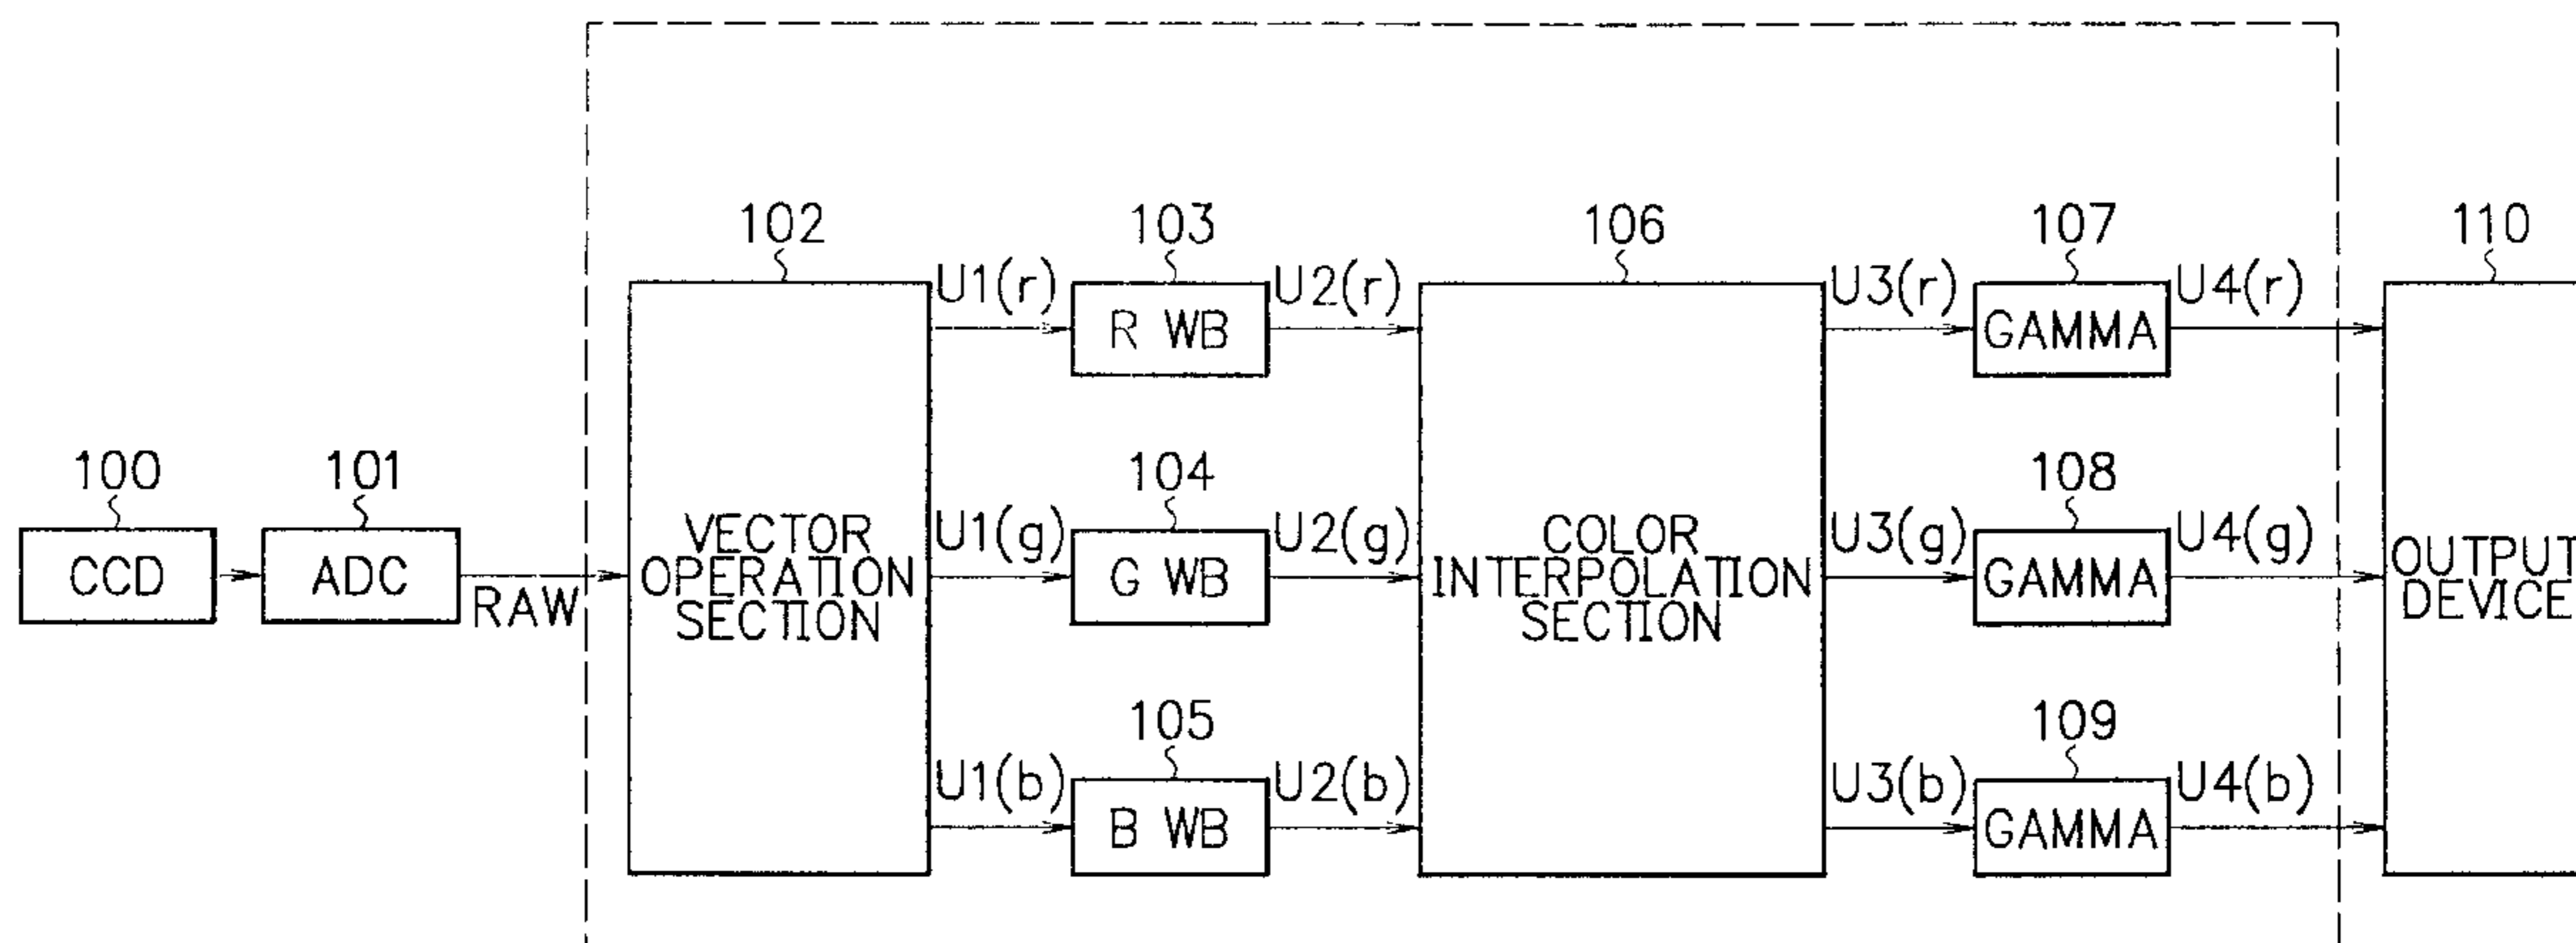 102
103
106
107
110
U1(r)
R WB
U2(r)
U3(r)
GAMMA
U4(r)
100
101
104
108
CCD
ADC
RAW
VECTOR
OPERATION
SECTION
U1(g)
G WB
U2(g)
COLOR
INTERPOLATION
SECTION
U3(g)
GAMMA
U4(g)
OUTPUT
DEVICE
105
109
U1(b)
B WB
U2(b)
U3(b)
GAMMA
U4(b)